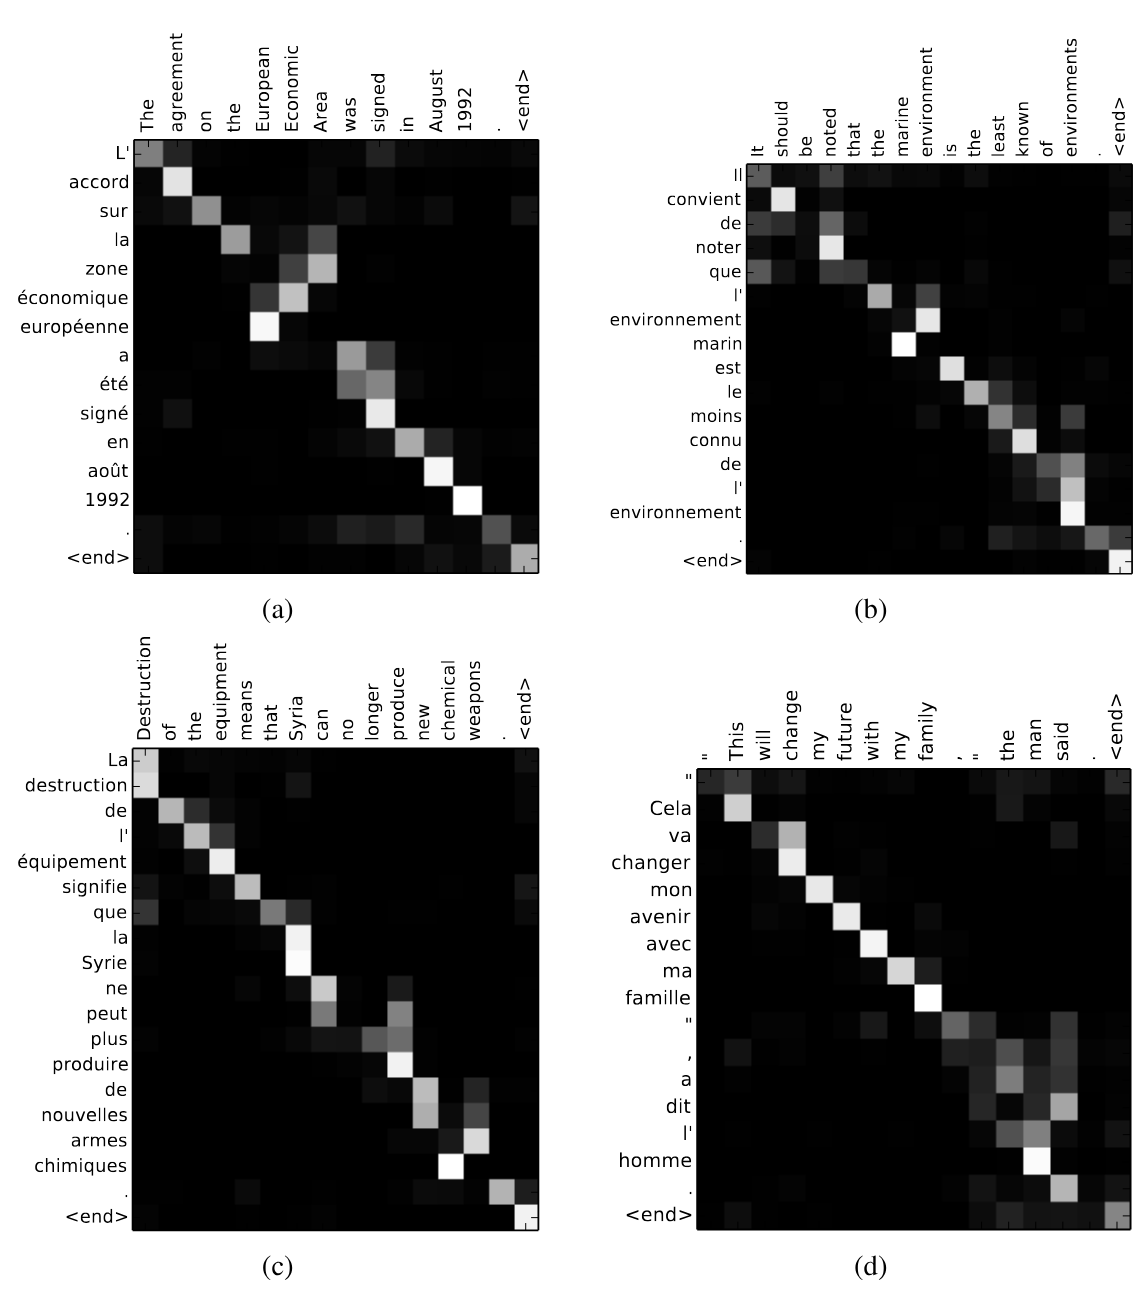 The
agreement
on
the
European
Economic
Area
was
signed
in
August
1992
.
<end>
L'
accord
sur
la
zone
économique
européenne
a
été
signé
en
août
1992
.
<end>
(a)
It
should
be
noted
that
the
marine
environment
is
the
least
known
of
environments
.
<end>
Il
convient
de
noter
que
l'
environnement
marin
est
le
moins
connu
de
l'
environnement
.
<end>
(b)
Destruction
of
the
equipment
means
that
Syria
can
no
longer
produce
new
chemical
weapons
.
<end>
La
destruction
de
l'
équipement
signifie
que
la
Syrie
ne
peut
plus
produire
de
nouvelles
armes
chimiques
.
<end>
(c)
"
This
will
change
my
future
with
my
family
,
"
the
man
said
.
<end>
"
Cela
va
changer
mon
avenir
avec
ma
famille
"
,
a
dit
l'
homme
.
<end>
(d)